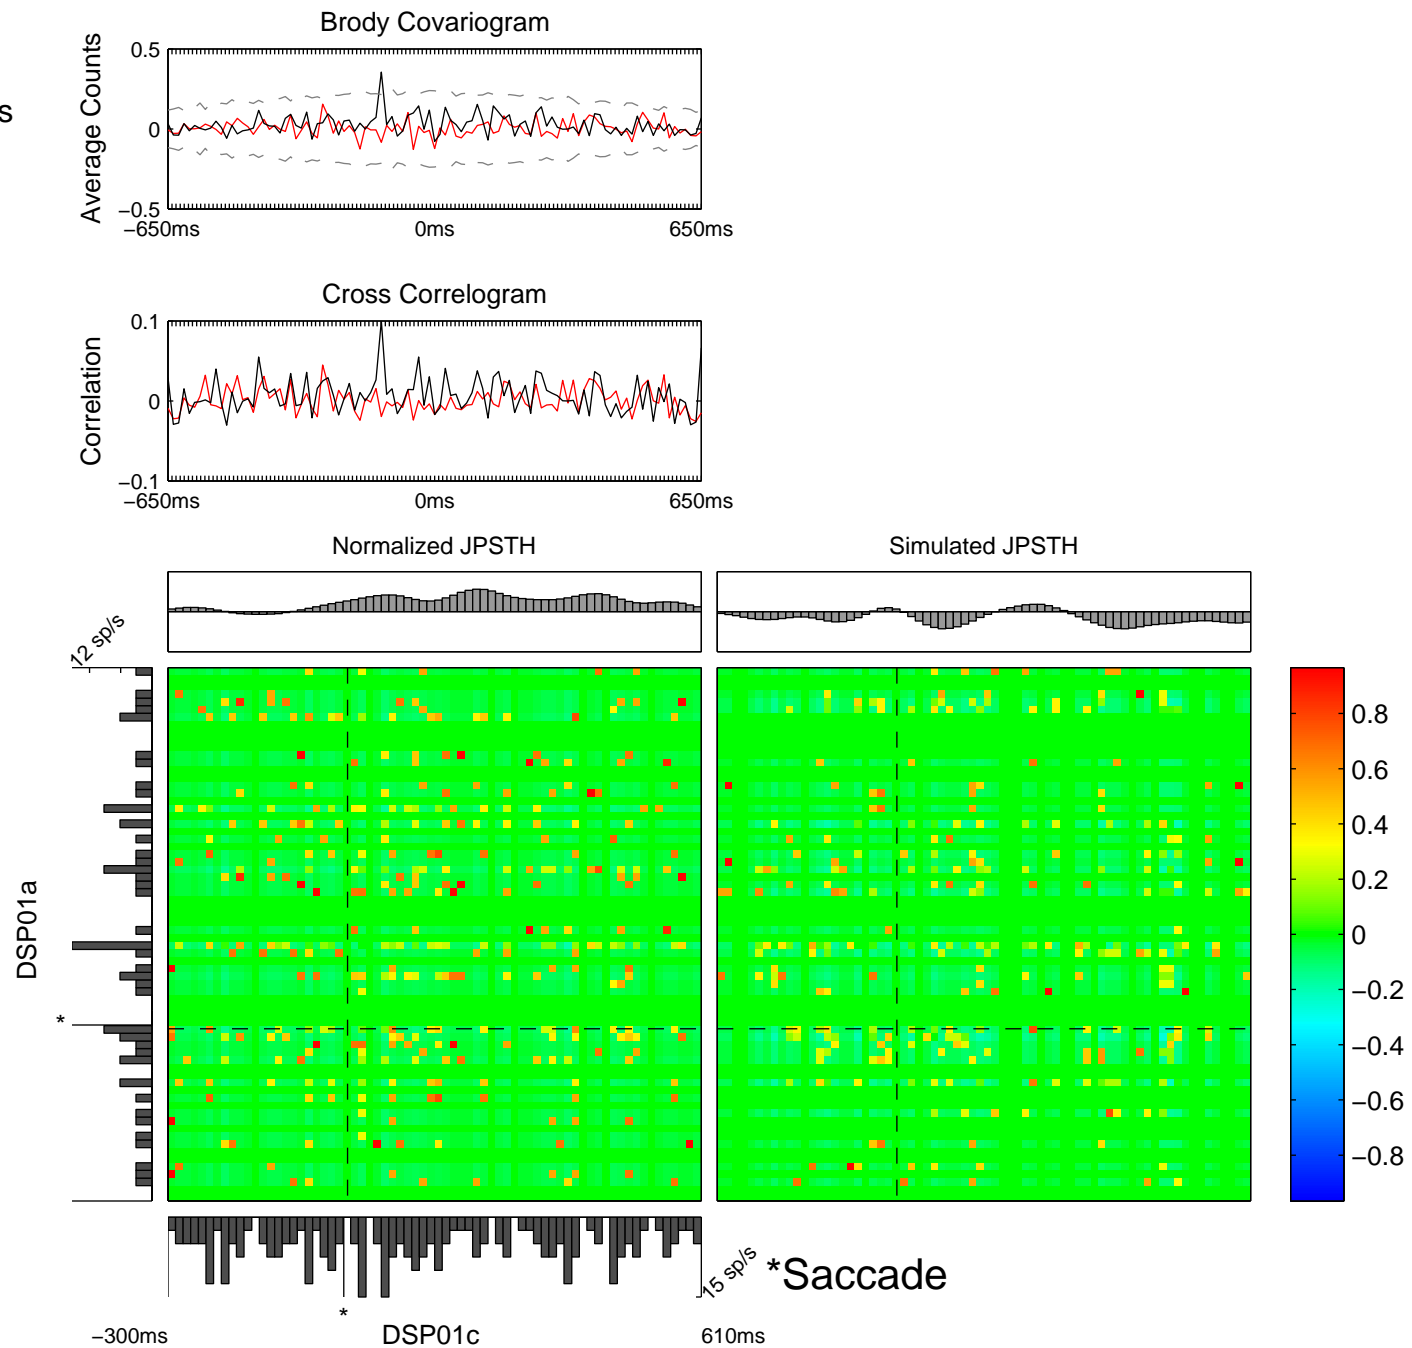 Brody Covariogram
s
Average Counts
0.5
0
−0.5
−650ms 0ms 650ms
Cross Correlogram
Correlation
0.1
0
−0.1
−650ms 0ms 650ms
Normalized JPSTH
Simulated JPSTH
12 sp/s
DSP01a
*
0.8
0.6
0.4
0.2
0
−0.2
−0.4
−0.6
−0.8
15 sp/s
*Saccade
*
−300ms DSP01c 610ms